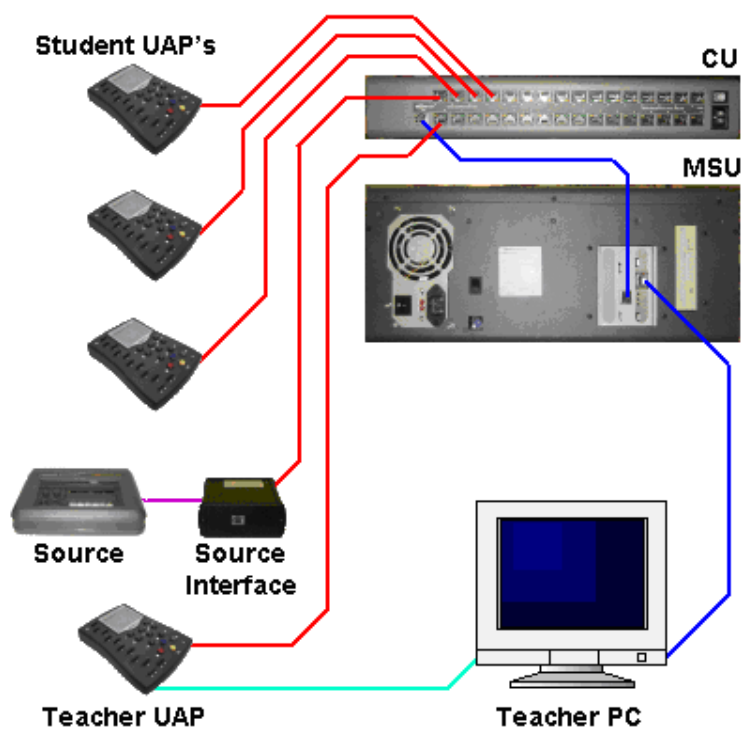 Student UAP's
CU
MSU
Source
Source
Interface
Teacher UAP
Teacher PC